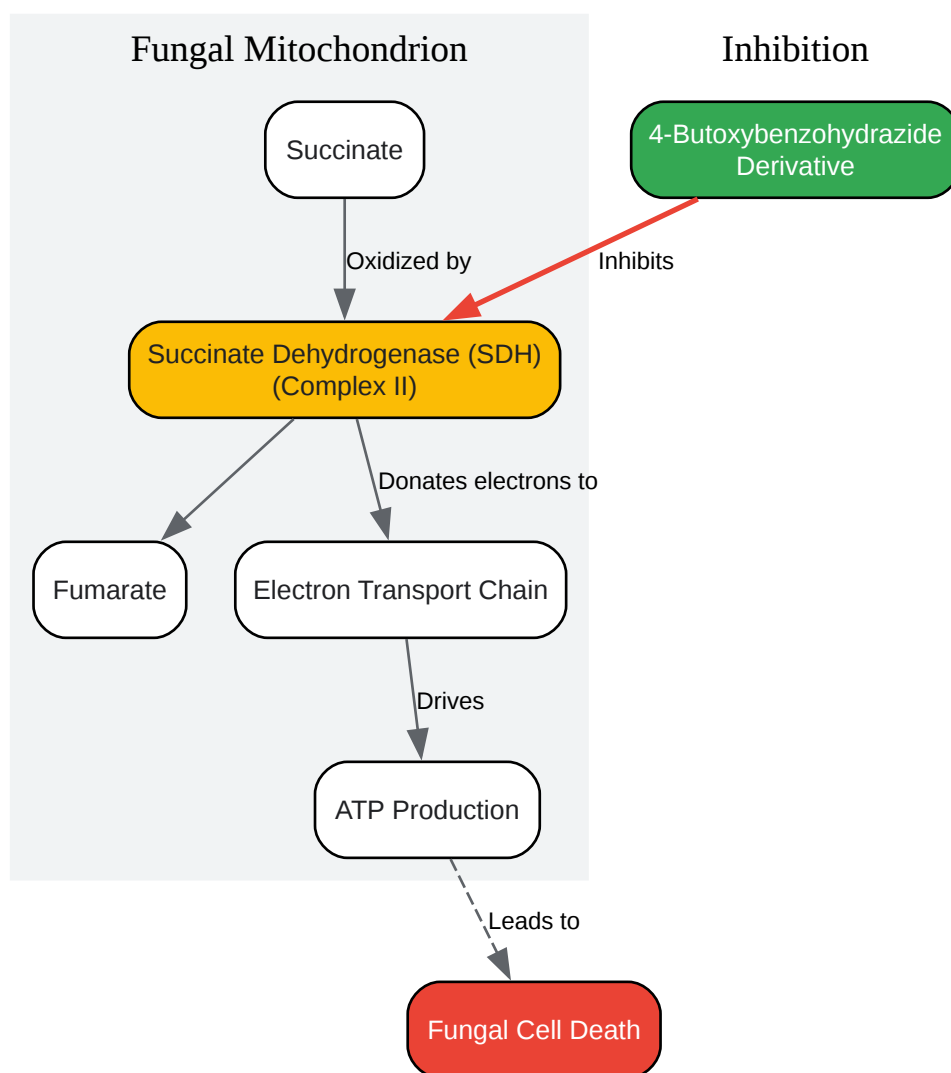 Fungal Mitochondrion
Inhibition
Succinate
4-Butoxybenzohydrazide
Derivative
Oxidized by
Inhibits
Succinate Dehydrogenase (SDH)
(Complex II)
Donates electrons to
Fumarate
Electron Transport Chain
Drives
ATP Production
Leads to
Fungal Cell Death